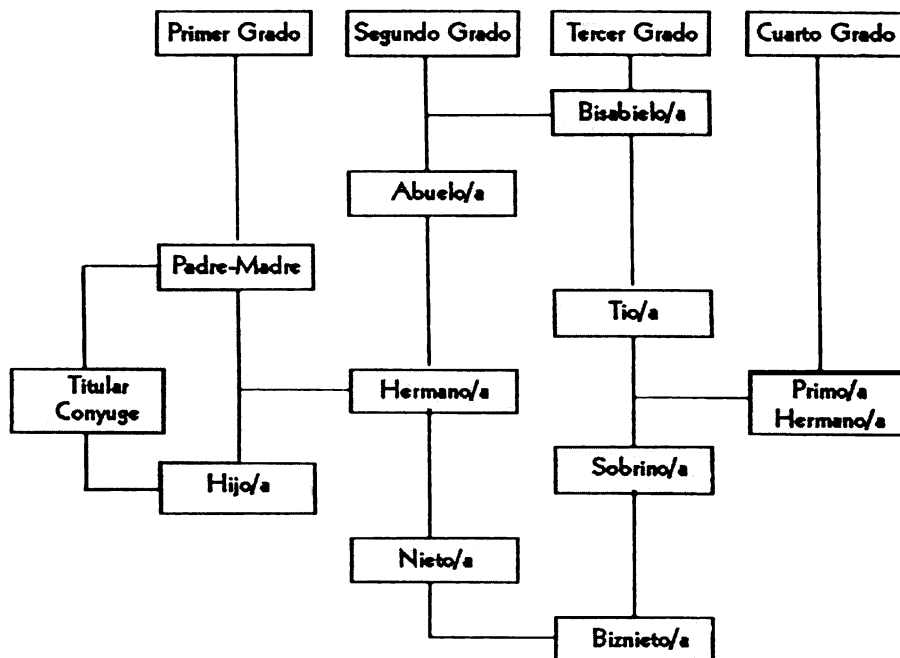 Primer Grado
Segundo Grado
Tercer Grado
Cuarto Grado
Bisabielo/a
Abuelo/a
Padre-Madre
Tio/a
Titular
Conyuge
Hermano/a
Primo/a
Hermano/a
Hijo/a
Sobrino/a
Nieto/a
Biznieto/a